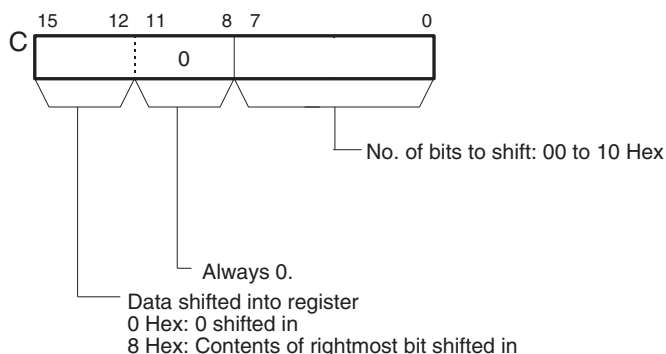 15 12 11 8 7 0
C
0
No. of bits to shift: 00 to 10 Hex
Always 0.
Data shifted into register
0 Hex: 0 shifted in
8 Hex: Contents of rightmost bit shifted in